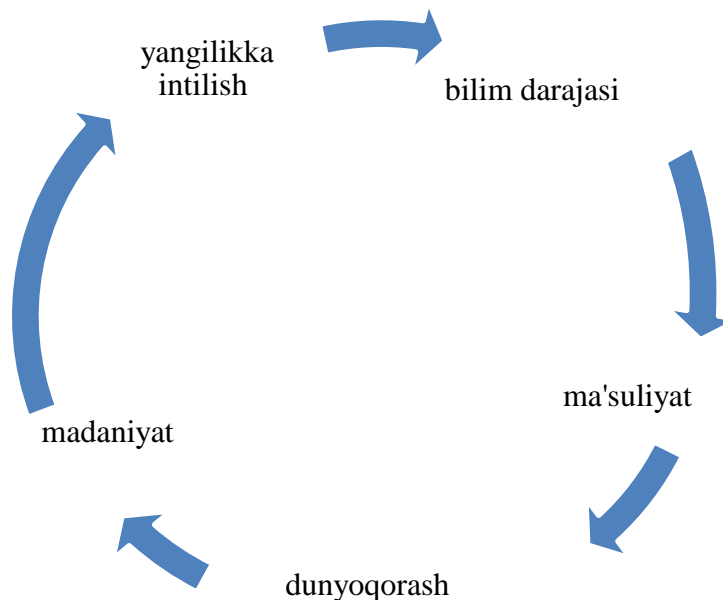 yangilikka
intilish
bilim darajasi
ma'suliyat
dunyoqorash
madaniyat